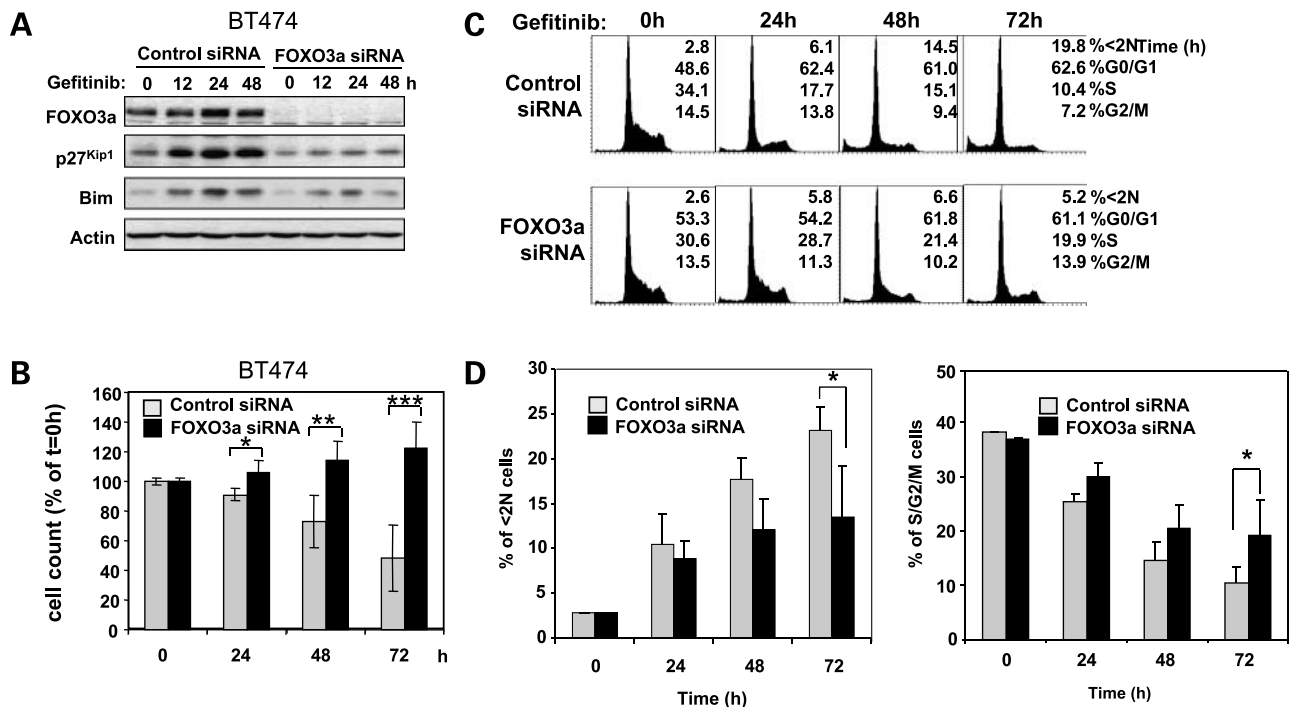 A
BT474
Control siRNA FOXO3a siRNA
Gefitinib: 0 12 24 48 0 12 24 48 h
FOXO3a
p27Kip1
Bim
Actin
C
Gefitinib: 0h 24h 48h 72h
Control siRNA
2.8 6.1 14.5 19.8 %<2N Time (h)
48.6 62.4 61.0 62.6 %G0/G1
34.1 17.7 15.1 10.4 %S
14.5 13.8 9.4 7.2 %G2/M
FOXO3a siRNA
2.6 5.8 6.6 5.2 %<2N
53.3 54.2 61.8 61.1 %G0/G1
30.6 28.7 21.4 19.9 %S
13.5 11.3 10.2 13.9 %G2/M
B
BT474
cell count (% of t=0h)
160
140
120
100
80
60
40
20
0
Control siRNA
FOXO3a siRNA
* ** ***
0 24 48 72 h
D
% of <2N cells
30
25
20
15
10
5
0
Control siRNA
FOXO3a siRNA
*
0 24 48 72
Time (h)
% of S/G2/M cells
50
40
30
20
10
0
Control siRNA
FOXO3a siRNA
*
0 24 48 72
Time (h)